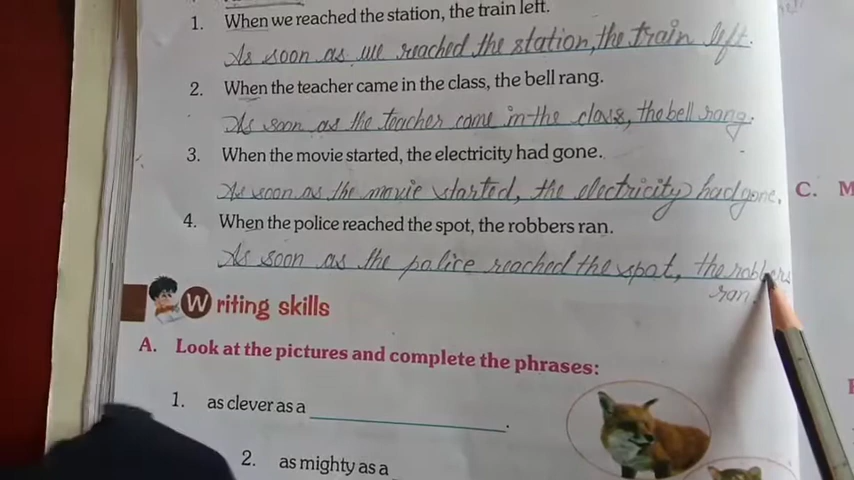 1. When we reached the station, the train left.
As soon as we reached the station, the train left.
2. When the teacher came in the class, the bell rang.
As soon as the teacher came in the class, the bell rang.
3. When the movie started, the electricity had gone.
As soon as the movie started, the electricity had gone.
4. When the police reached the spot, the robbers ran.
As soon as the police reached the spot, the robbers
ran.
Writing skills
A. Look at the pictures and complete the phrases:
1. as clever as a .
2. as mighty as a
C. M